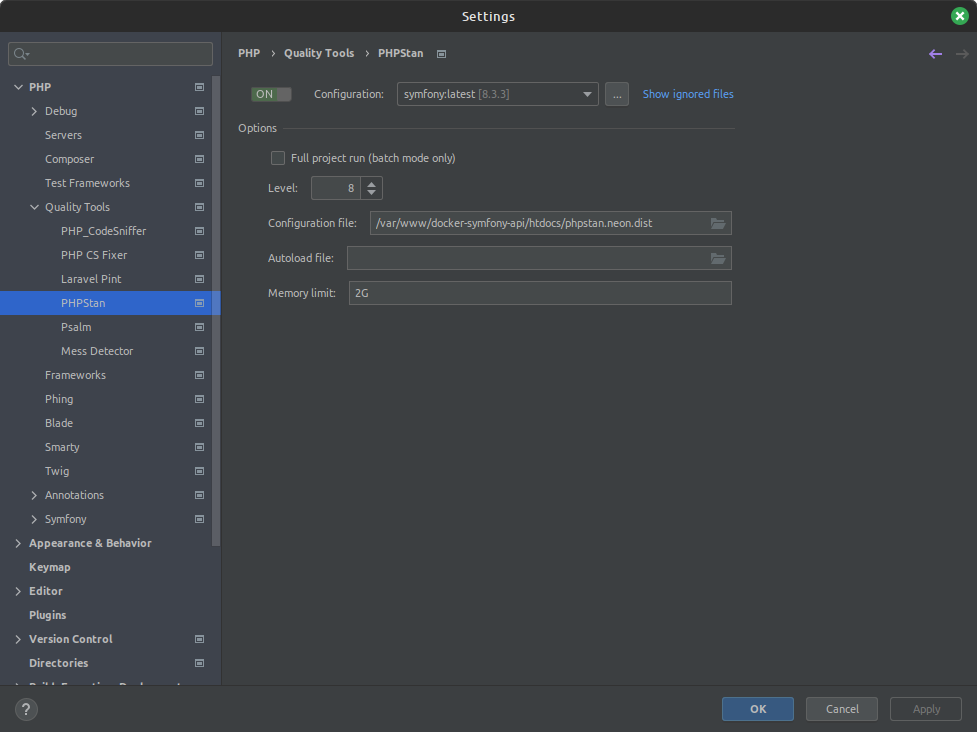 Settings
PHP › Quality Tools › PHPStan
PHP
Debug
Servers
Composer
Test Frameworks
Quality Tools
PHP_CodeSniffer
PHP CS Fixer
Laravel Pint
PHPStan
Psalm
Mess Detector
Frameworks
Phing
Blade
Smarty
Twig
Annotations
Symfony
Appearance & Behavior
Keymap
Editor
Plugins
Version Control
Directories
ON Configuration: symfony:latest [8.3.3] ... Show ignored files
Options
Full project run (batch mode only)
Level: 8
Configuration file: /var/www/docker-symfony-api/htdocs/phpstan.neon.dist
Autoload file:
Memory limit: 2G
? OK Cancel Apply